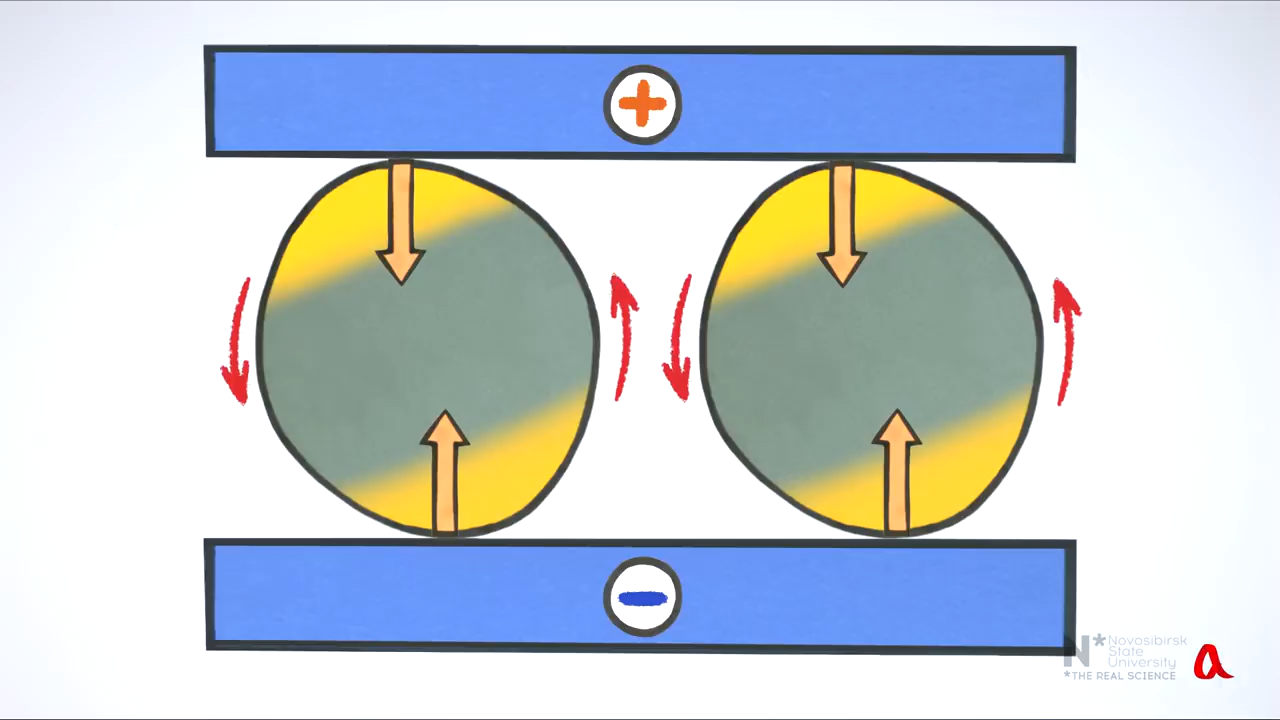 +
−
N*
Novosibirsk
State
University
*THE REAL SCIENCE
a